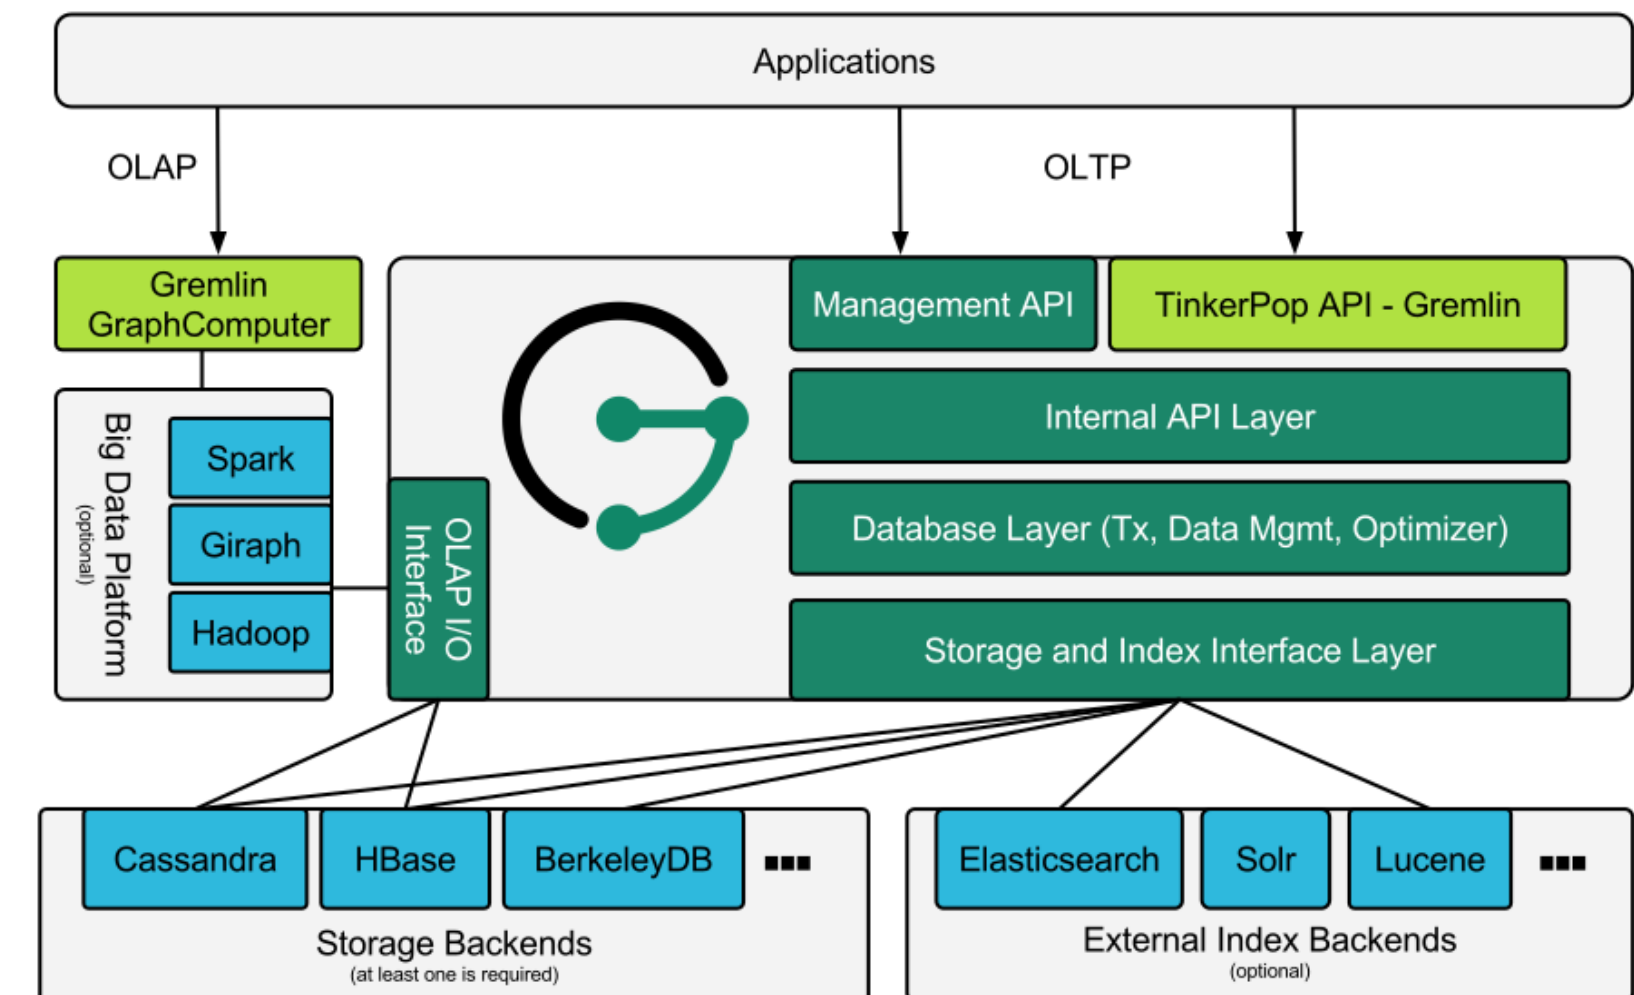 Applications
OLAP
OLTP
Gremlin
GraphComputer
Management API
TinkerPop API - Gremlin
Big Data Platform
(optional)
Spark
Giraph
Hadoop
OLAP I/O
Interface
Internal API Layer
Database Layer (Tx, Data Mgmt, Optimizer)
Storage and Index Interface Layer
Cassandra
HBase
BerkeleyDB
Storage Backends
(at least one is required)
Elasticsearch
Solr
Lucene
External Index Backends
(optional)